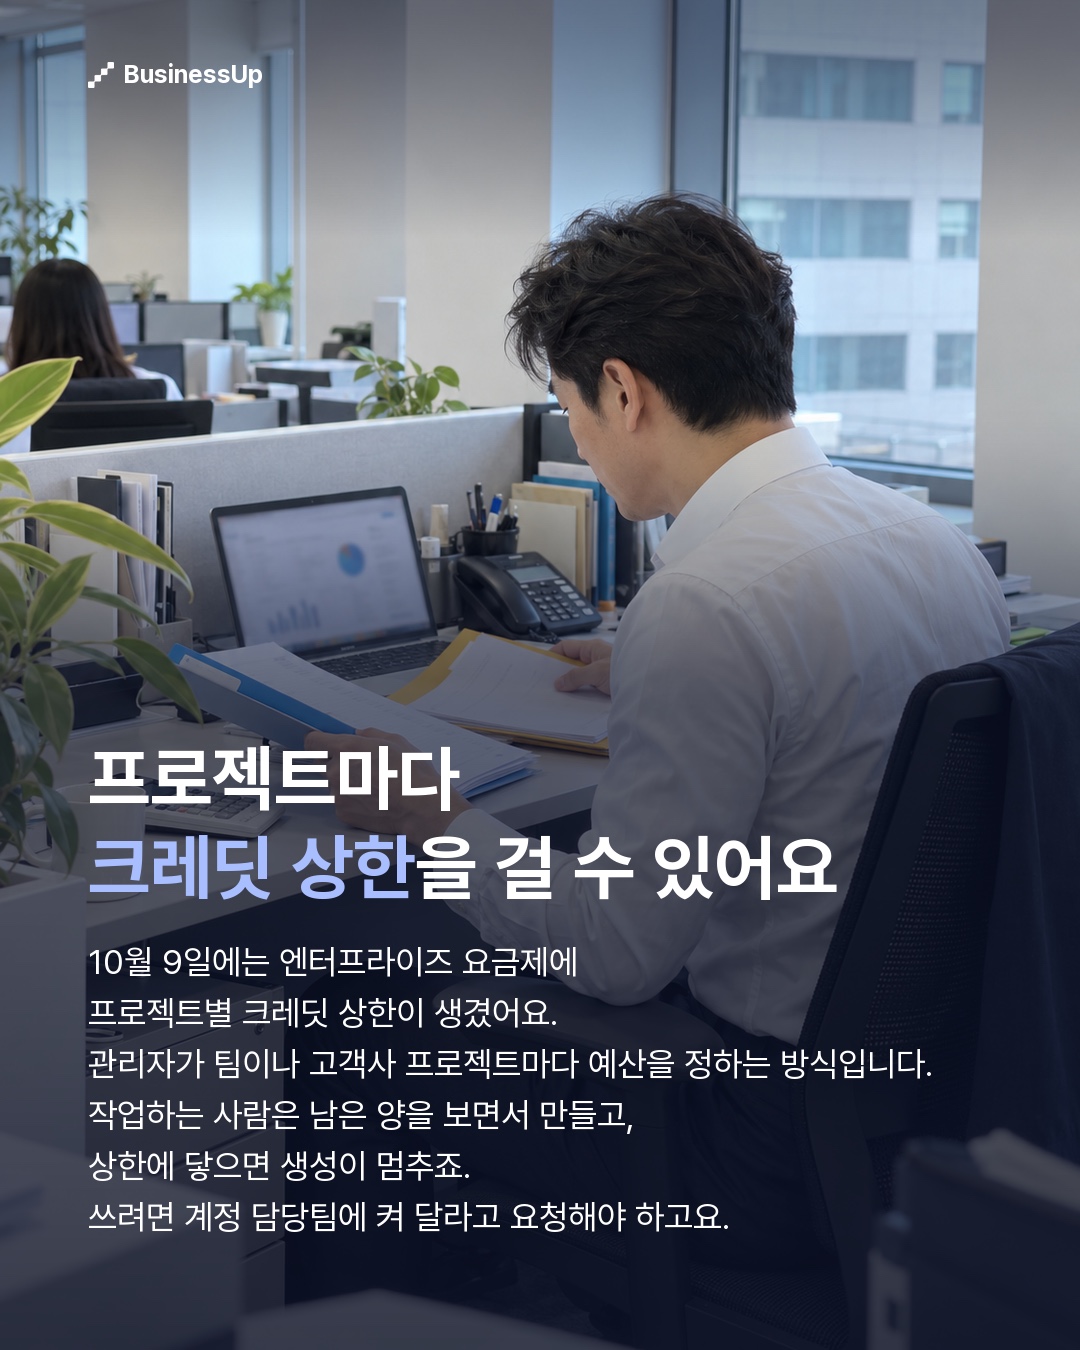 BusinessUp
프로젝트마다
크레딧 상한을 걸 수 있어요
10월 9일에는 엔터프라이즈 요금제에
프로젝트별 크레딧 상한이 생겼어요.
관리자가 팀이나 고객사 프로젝트마다 예산을 정하는 방식입니다.
작업하는 사람은 남은 양을 보면서 만들고,
상한에 닿으면 생성이 멈추죠.
쓰려면 계정 담당팀에 켜 달라고 요청해야 하고요.